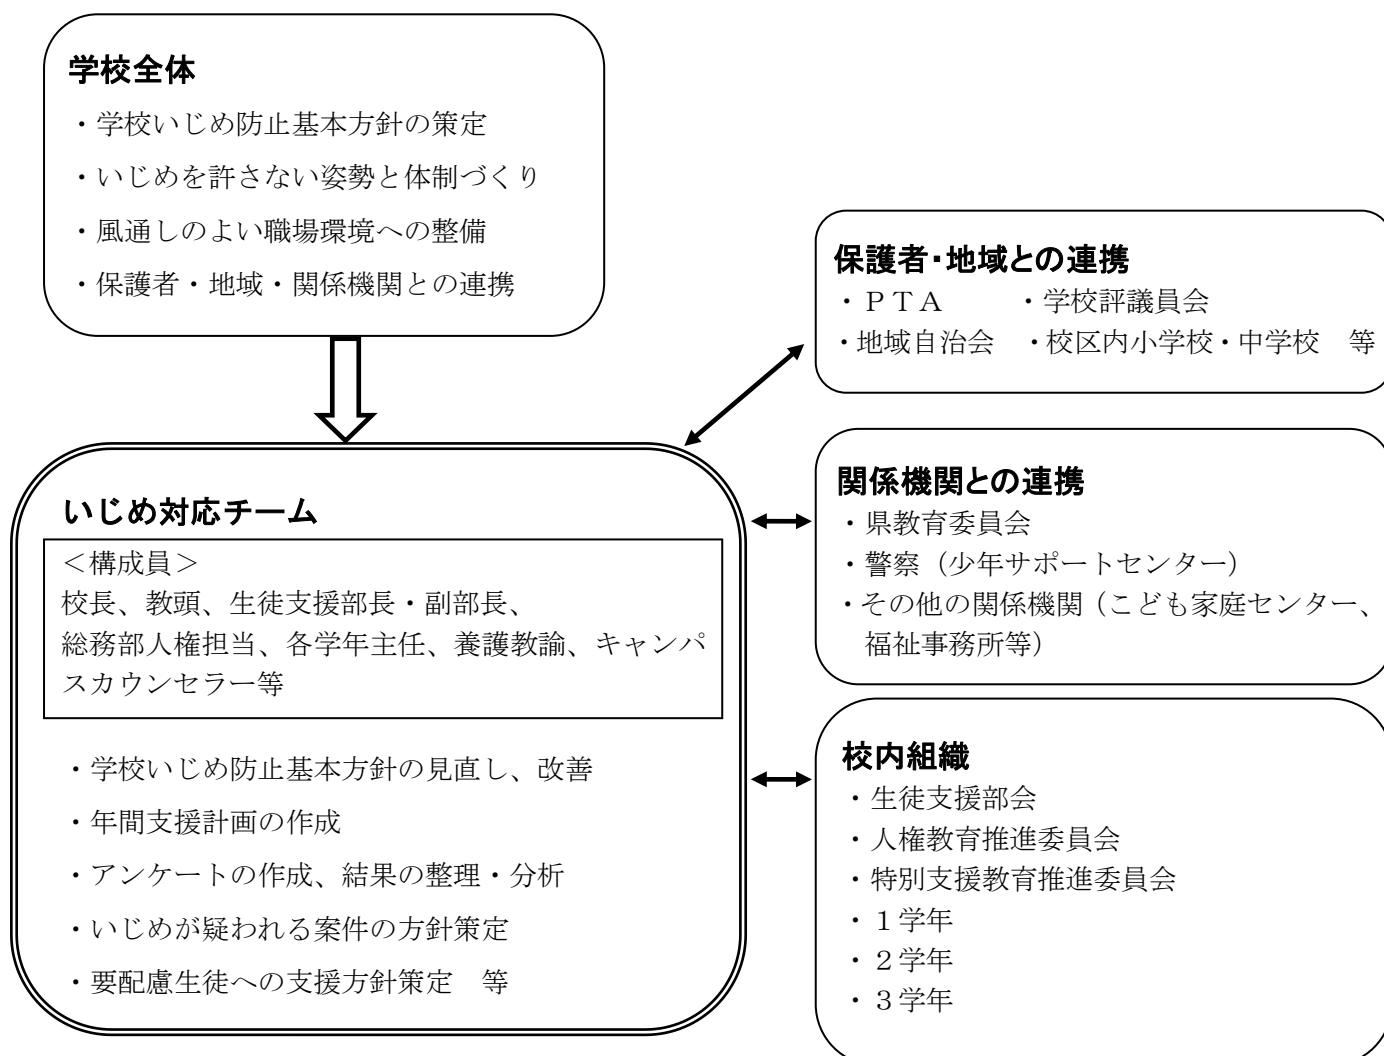 学校全体
・学校いじめ防止基本方針の策定
・いじめを許さない姿勢と体制づくり
・風通しのよい職場環境への整備
・保護者・地域・関係機関との連携
保護者・地域との連携
・ＰＴＡ　　・学校評議員会
・地域自治会　・校区内小学校・中学校　等
いじめ対応チーム
＜構成員＞
校長、教頭、生徒支援部長・副部長、
総務部人権担当、各学年主任、養護教諭、キャンパ
スカウンセラー等
・学校いじめ防止基本方針の見直し、改善
・年間支援計画の作成
・アンケートの作成、結果の整理・分析
・いじめが疑われる案件の方針策定
・要配慮生徒への支援方針策定　等
関係機関との連携
・県教育委員会
・警察（少年サポートセンター）
・その他の関係機関（こども家庭センター、
福祉事務所等）
校内組織
・生徒支援部会
・人権教育推進委員会
・特別支援教育推進委員会
・１学年
・２学年
・３学年